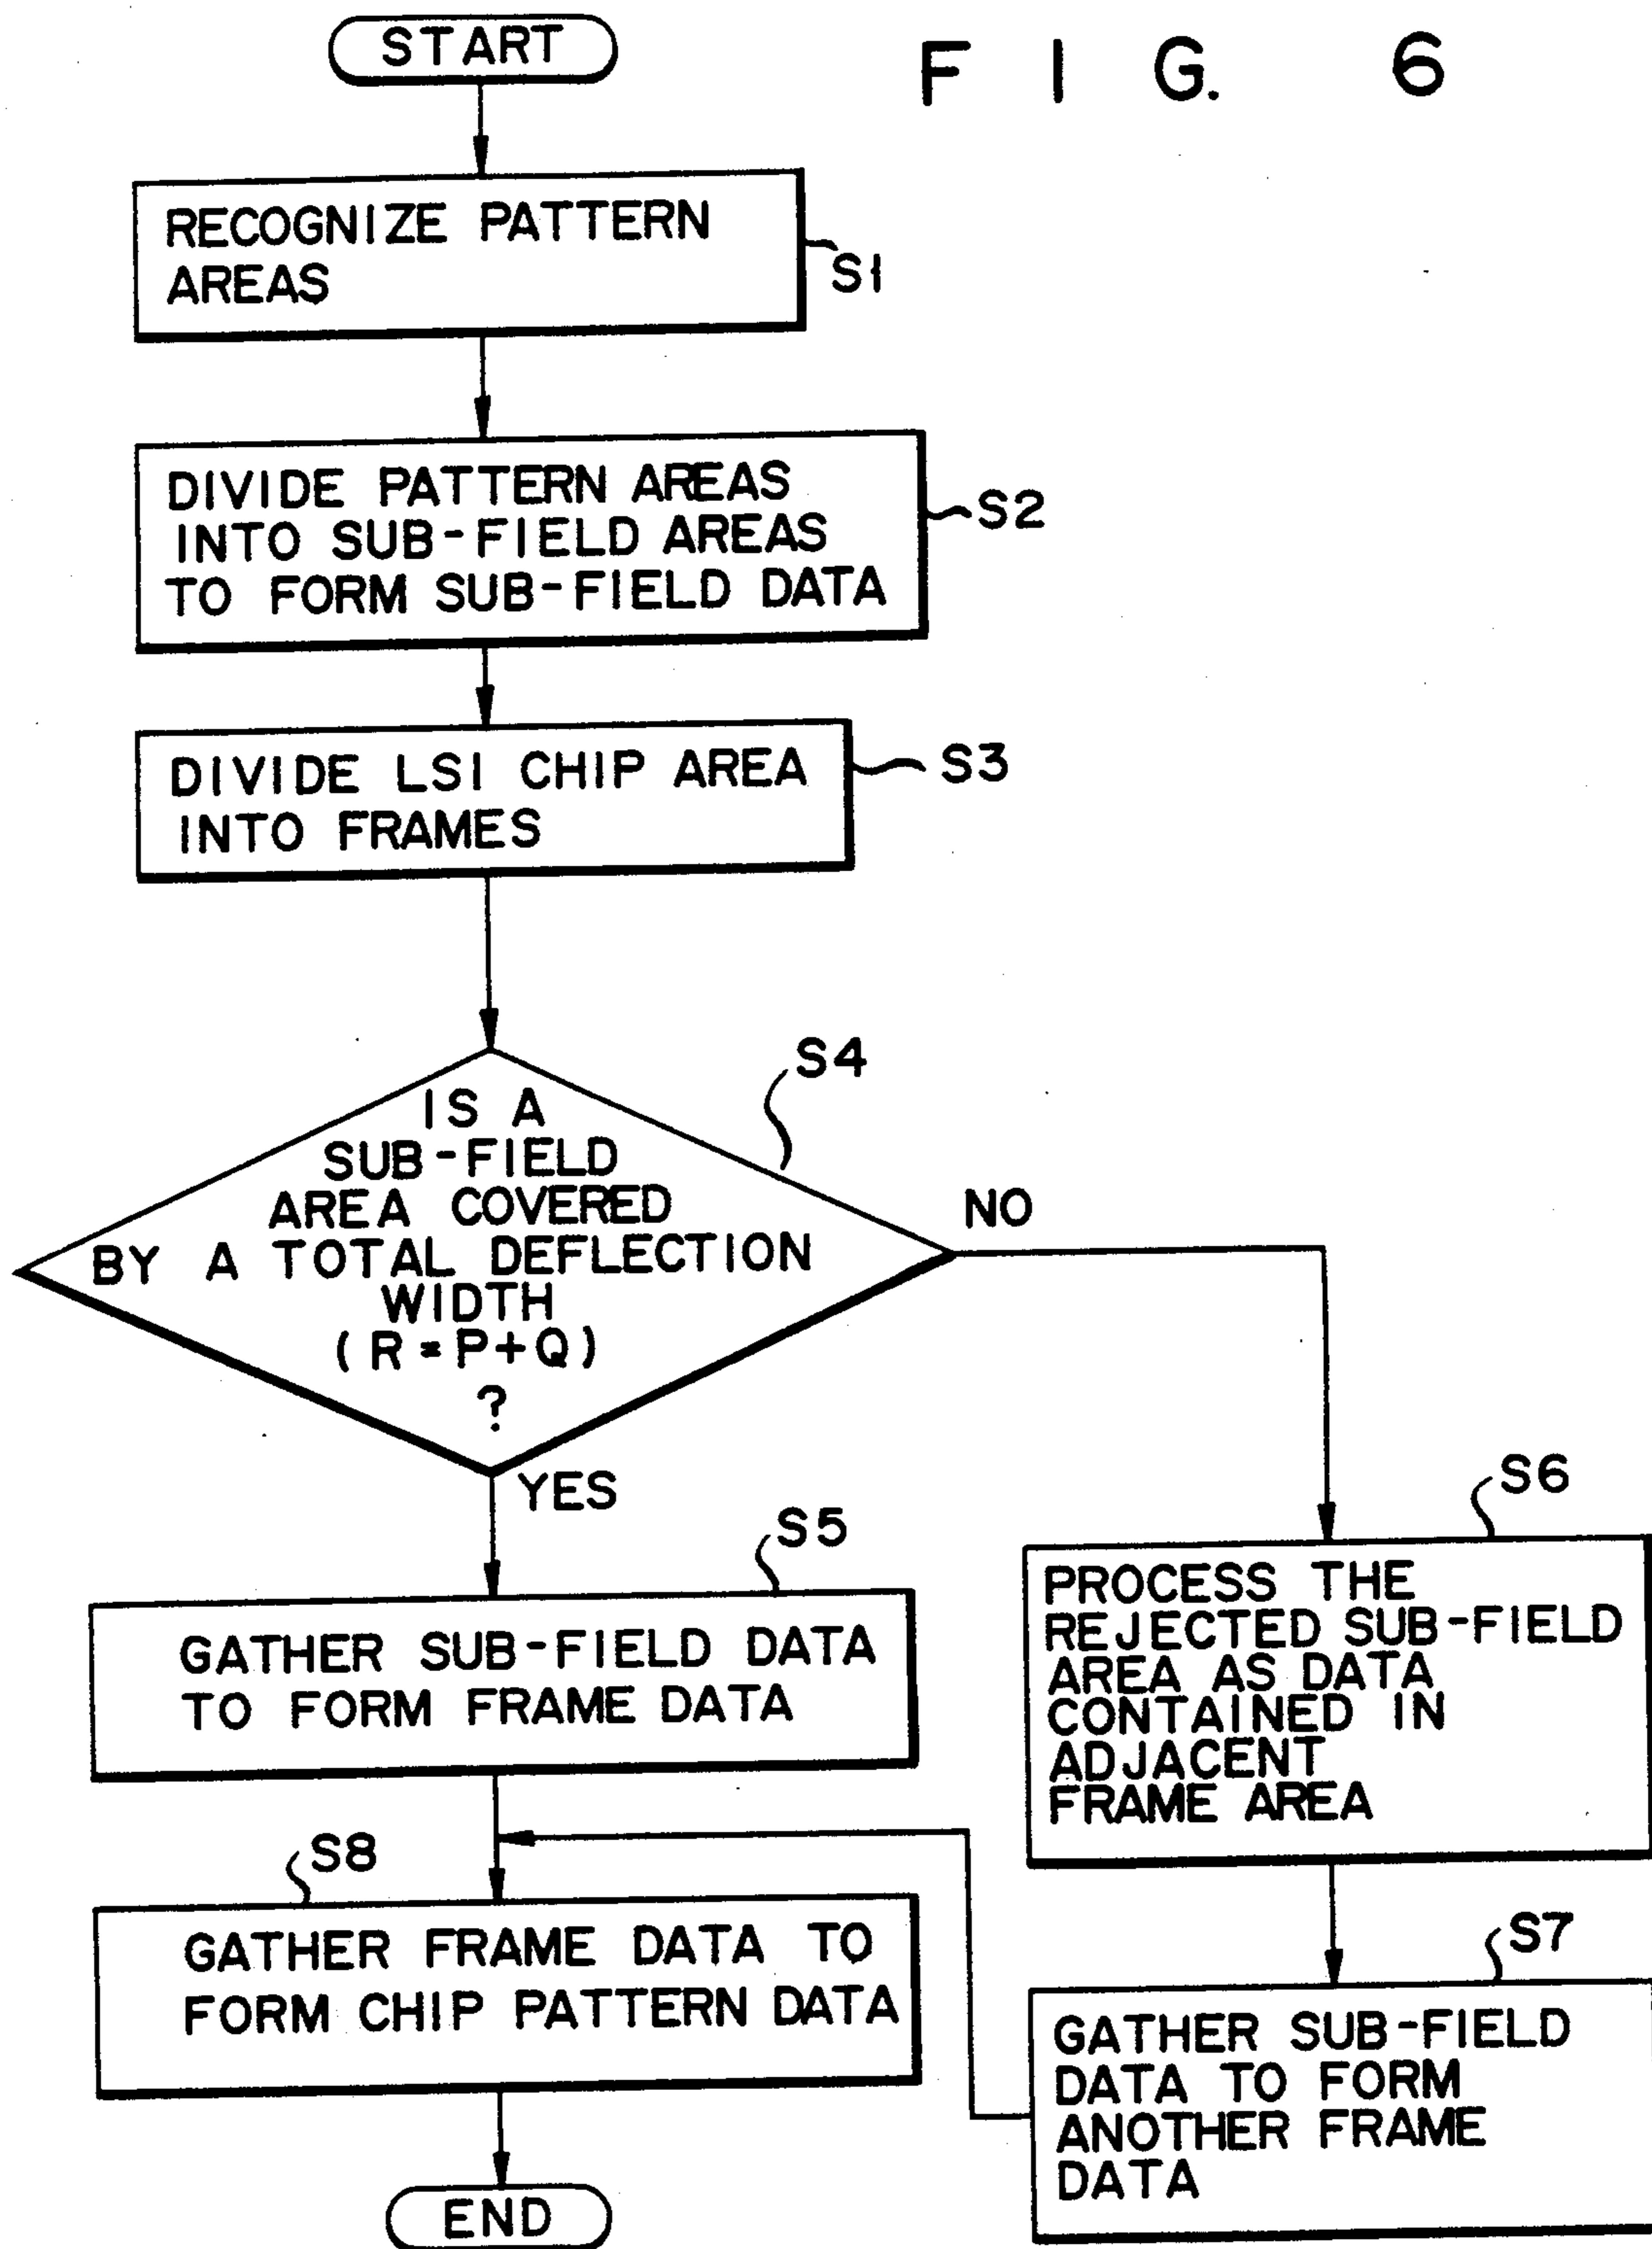 START
F I G. 6
RECOGNIZE PATTERN
AREAS
S1
DIVIDE PATTERN AREAS
INTO SUB-FIELD AREAS
TO FORM SUB-FIELD DATA
S2
DIVIDE LSI CHIP AREA
INTO FRAMES
S3
S4
IS A
SUB-FIELD
AREA COVERED
BY A TOTAL DEFLECTION
WIDTH
(R=P+Q)
?
NO
YES
S5
GATHER SUB-FIELD DATA
TO FORM FRAME DATA
S6
PROCESS THE
REJECTED SUB-FIELD
AREA AS DATA
CONTAINED IN
ADJACENT
FRAME AREA
S7
GATHER SUB-FIELD
DATA TO FORM
ANOTHER FRAME
DATA
S8
GATHER FRAME DATA TO
FORM CHIP PATTERN DATA
END